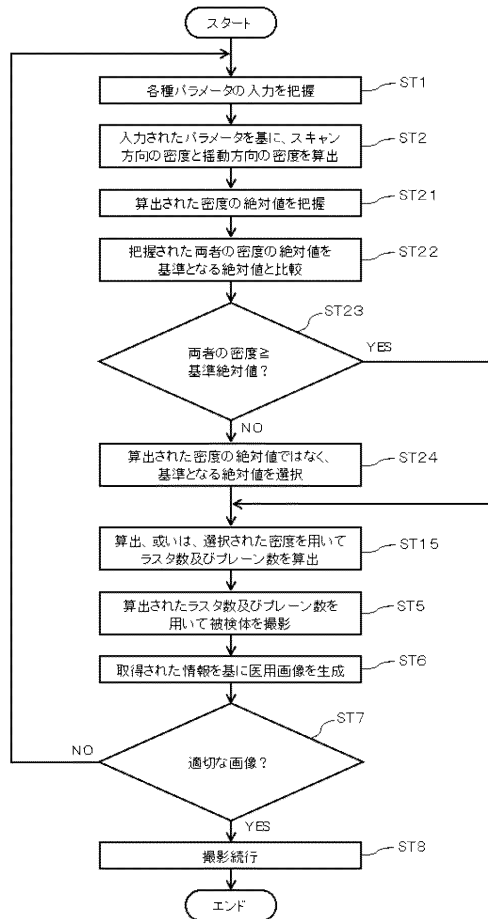 スタート
各種パラメータの入力を把握
ST1
入力されたパラメータを基に、スキャン
方向の密度と揺動方向の密度を算出
ST2
算出された密度の絶対値を把握
ST21
把握された両者の密度の絶対値を
基準となる絶対値と比較
ST22
ST23
両者の密度≧
基準絶対値?
YES
NO
算出された密度の絶対値ではなく、
基準となる絶対値を選択
ST24
算出、或いは、選択された密度を用いて
ラスタ数及びプレーン数を算出
ST15
算出されたラスタ数及びプレーン数を
用いて被検体を撮影
ST5
取得された情報を基に医用画像を生成
ST6
ST7
NO
適切な画像?
YES
撮影続行
ST8
エンド